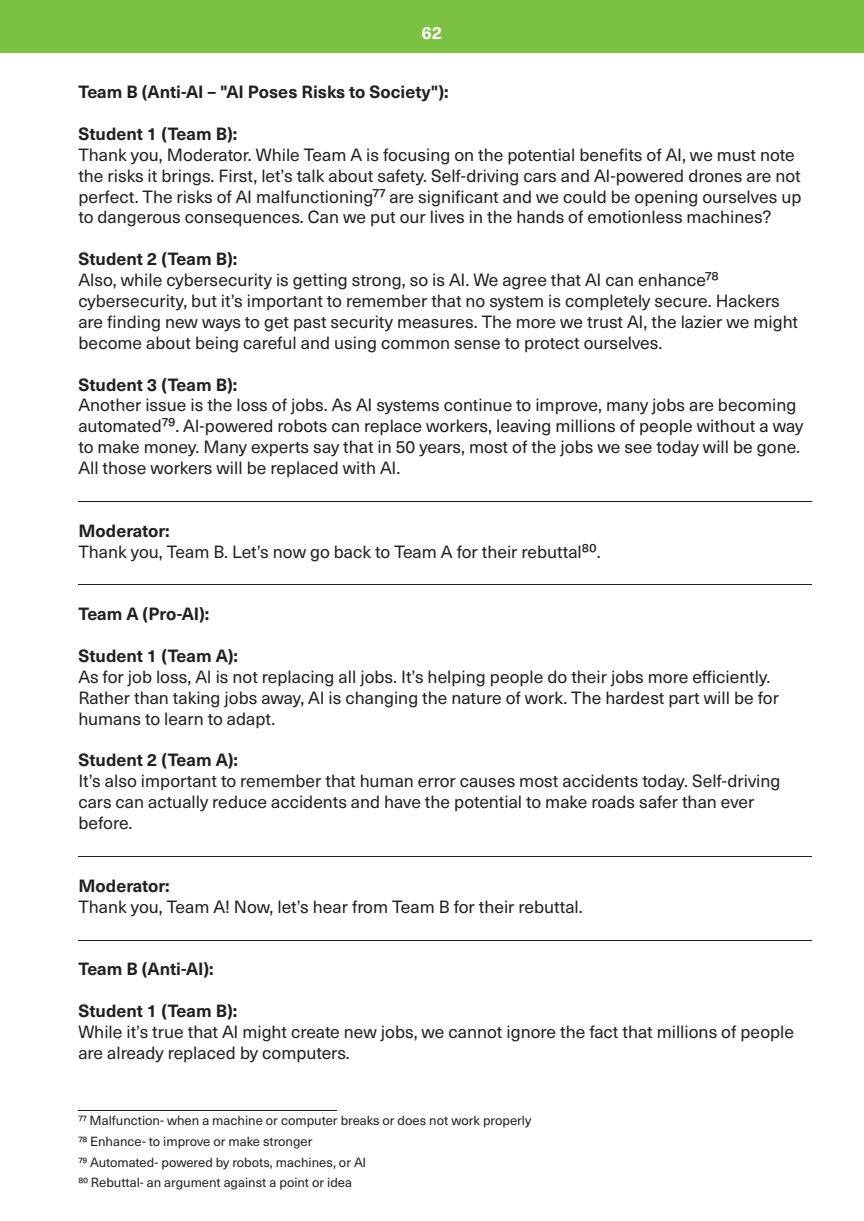 62
Team B (Anti-AI – "AI Poses Risks to Society"):
Student 1 (Team B):
Thank you, Moderator. While Team A is focusing on the potential benefits of AI, we must note
the risks it brings. First, let’s talk about safety. Self-driving cars and AI-powered drones are not
perfect. The risks of AI malfunctioning⁷⁷ are significant and we could be opening ourselves up
to dangerous consequences. Can we put our lives in the hands of emotionless machines?
Student 2 (Team B):
Also, while cybersecurity is getting strong, so is AI. We agree that AI can enhance⁷⁸
cybersecurity, but it’s important to remember that no system is completely secure. Hackers
are finding new ways to get past security measures. The more we trust AI, the lazier we might
become about being careful and using common sense to protect ourselves.
Student 3 (Team B):
Another issue is the loss of jobs. As AI systems continue to improve, many jobs are becoming
automated⁷⁹. AI-powered robots can replace workers, leaving millions of people without a way
to make money. Many experts say that in 50 years, most of the jobs we see today will be gone.
All those workers will be replaced with AI.
Moderator:
Thank you, Team B. Let’s now go back to Team A for their rebuttal⁸⁰.
Team A (Pro-AI):
Student 1 (Team A):
As for job loss, AI is not replacing all jobs. It’s helping people do their jobs more efficiently.
Rather than taking jobs away, AI is changing the nature of work. The hardest part will be for
humans to learn to adapt.
Student 2 (Team A):
It’s also important to remember that human error causes most accidents today. Self-driving
cars can actually reduce accidents and have the potential to make roads safer than ever
before.
Moderator:
Thank you, Team A! Now, let’s hear from Team B for their rebuttal.
Team B (Anti-AI):
Student 1 (Team B):
While it’s true that AI might create new jobs, we cannot ignore the fact that millions of people
are already replaced by computers.
⁷⁷ Malfunction- when a machine or computer breaks or does not work properly
⁷⁸ Enhance- to improve or make stronger
⁷⁹ Automated- powered by robots, machines, or AI
⁸⁰ Rebuttal- an argument against a point or idea